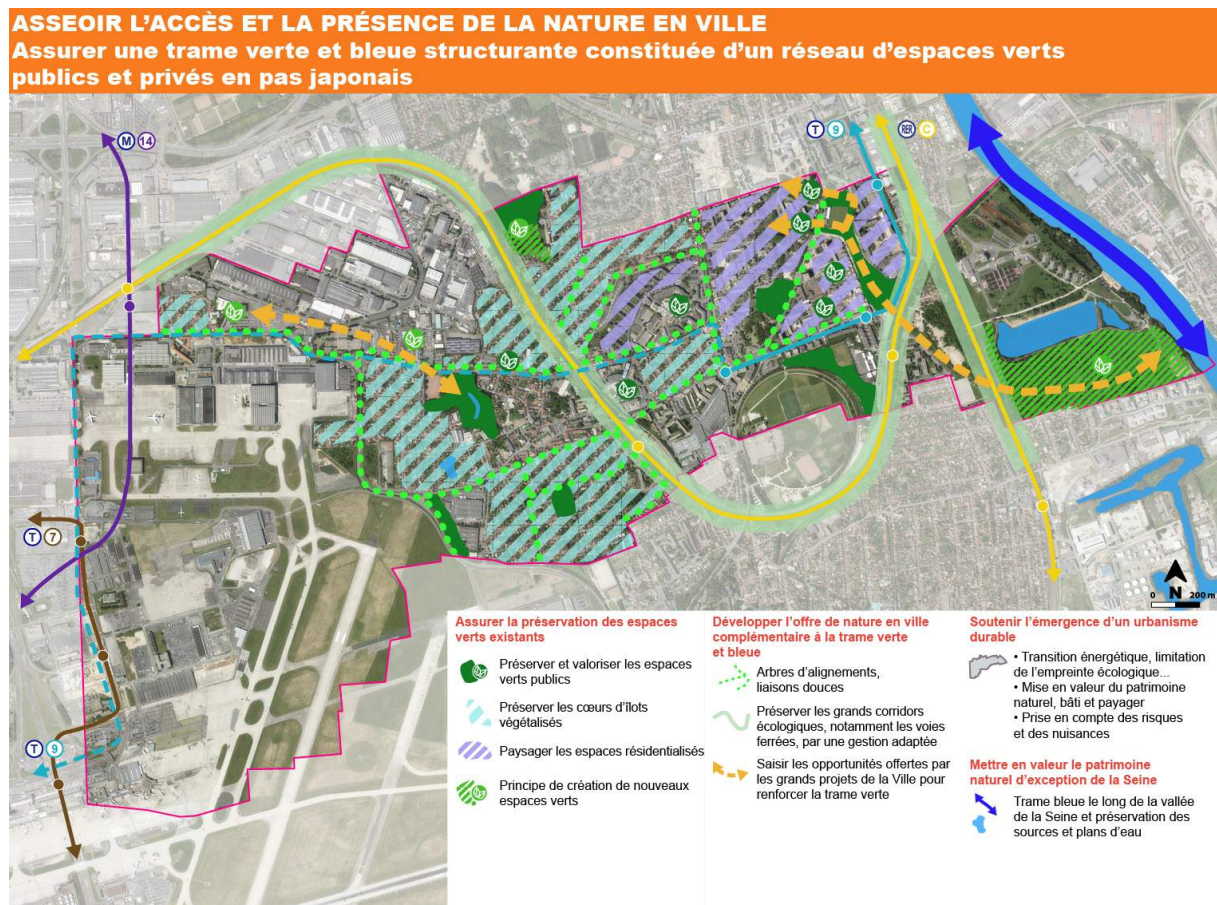 ASSEOIR L’ACCÈS ET LA PRÉSENCE DE LA NATURE EN VILLE
Assurer une trame verte et bleue structurante constituée d’un réseau d’espaces verts
publics et privés en pas japonais
M 14
T 9
RER C
T 7
T 9
0 N 200 m
Assurer la préservation des espaces
verts existants
Préserver et valoriser les espaces
verts publics
Préserver les cœurs d’îlots
végétalisés
Paysager les espaces résidentialisés
Principe de création de nouveaux
espaces verts
Développer l’offre de nature en ville
complémentaire à la trame verte
et bleue
Arbres d’alignements,
liaisons douces
Préserver les grands corridors
écologiques, notamment les voies
ferrées, par une gestion adaptée
Saisir les opportunités offertes par
les grands projets de la Ville pour
renforcer la trame verte
Soutenir l’émergence d’un urbanisme
durable
• Transition énergétique, limitation
de l’empreinte écologique...
• Mise en valeur du patrimoine
naturel, bâti et payager
• Prise en compte des risques
et des nuisances
Mettre en valeur le patrimoine
naturel d’exception de la Seine
Trame bleue le long de la vallée
de la Seine et préservation des
sources et plans d’eau